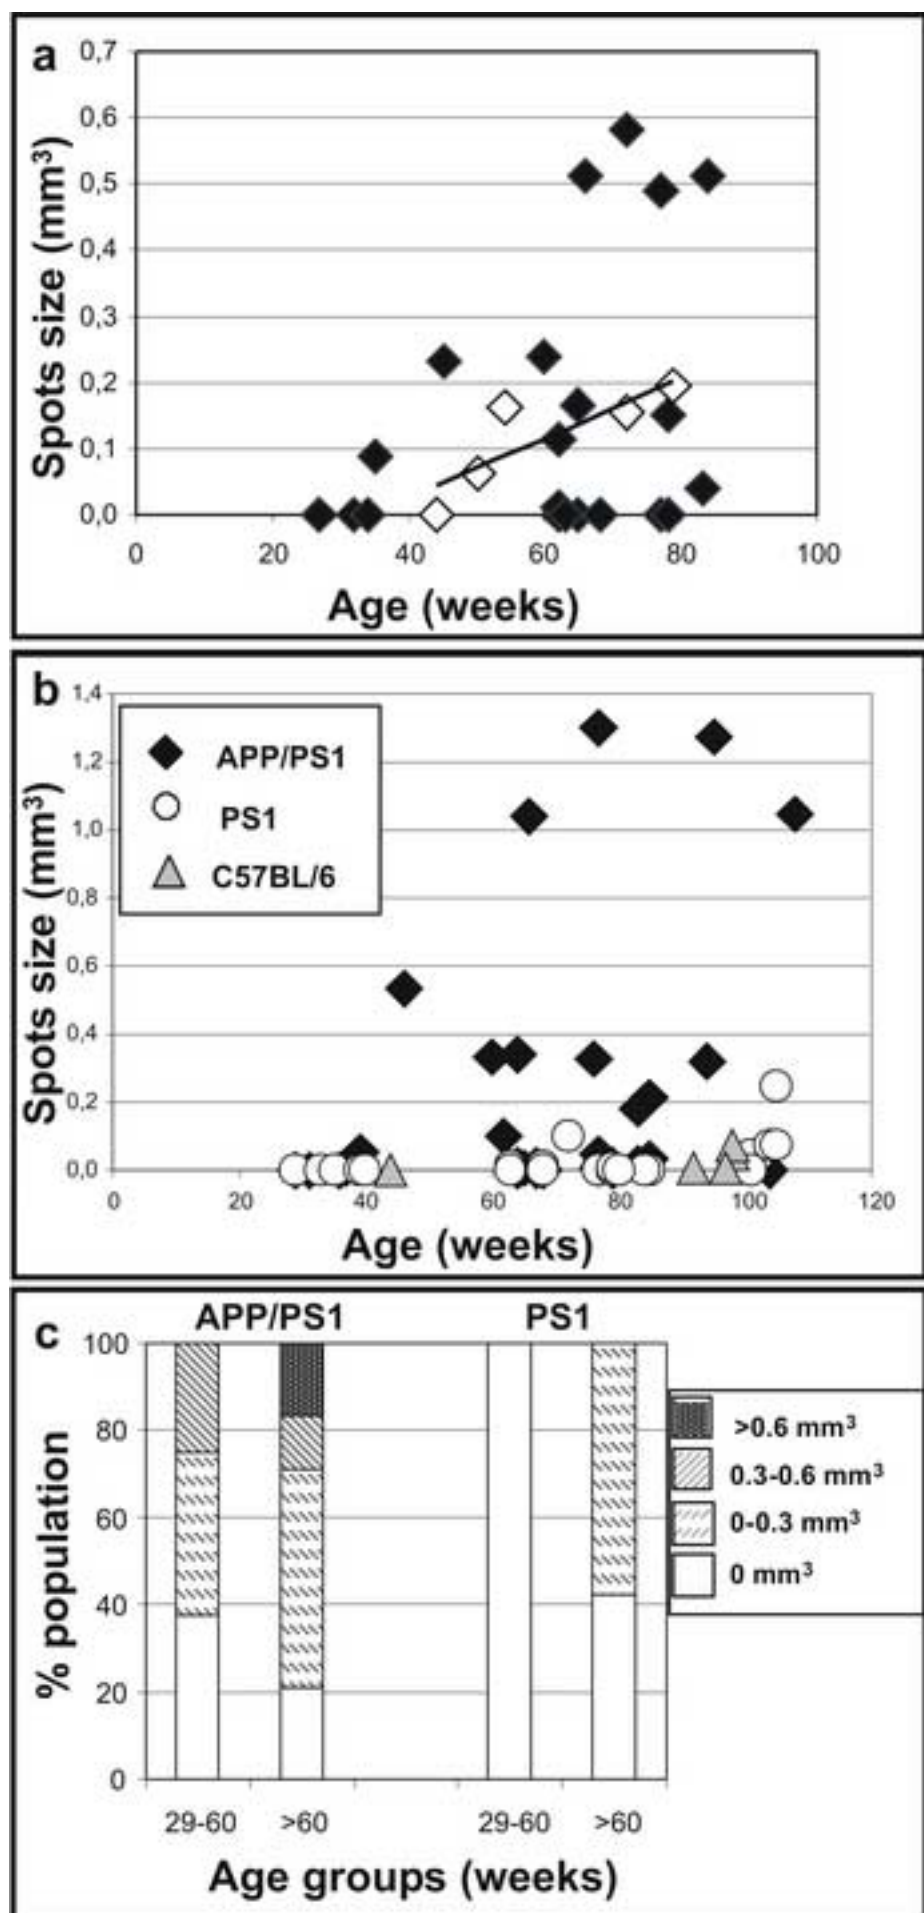 a
0,7
0,6
0,5
0,4
0,3
0,2
0,1
0,0
0 20 40 60 80 100
Spots size (mm³)
Age (weeks)
b
1,4
1,2
1,0
0,8
0,6
0,4
0,2
0,0
0 20 40 60 80 100 120
APP/PS1
PS1
C57BL/6
Spots size (mm³)
Age (weeks)
c
APP/PS1 PS1
100
80
60
40
20
0
29-60 >60 29-60 >60
% population
Age groups (weeks)
>0.6 mm³
0.3-0.6 mm³
0-0.3 mm³
0 mm³